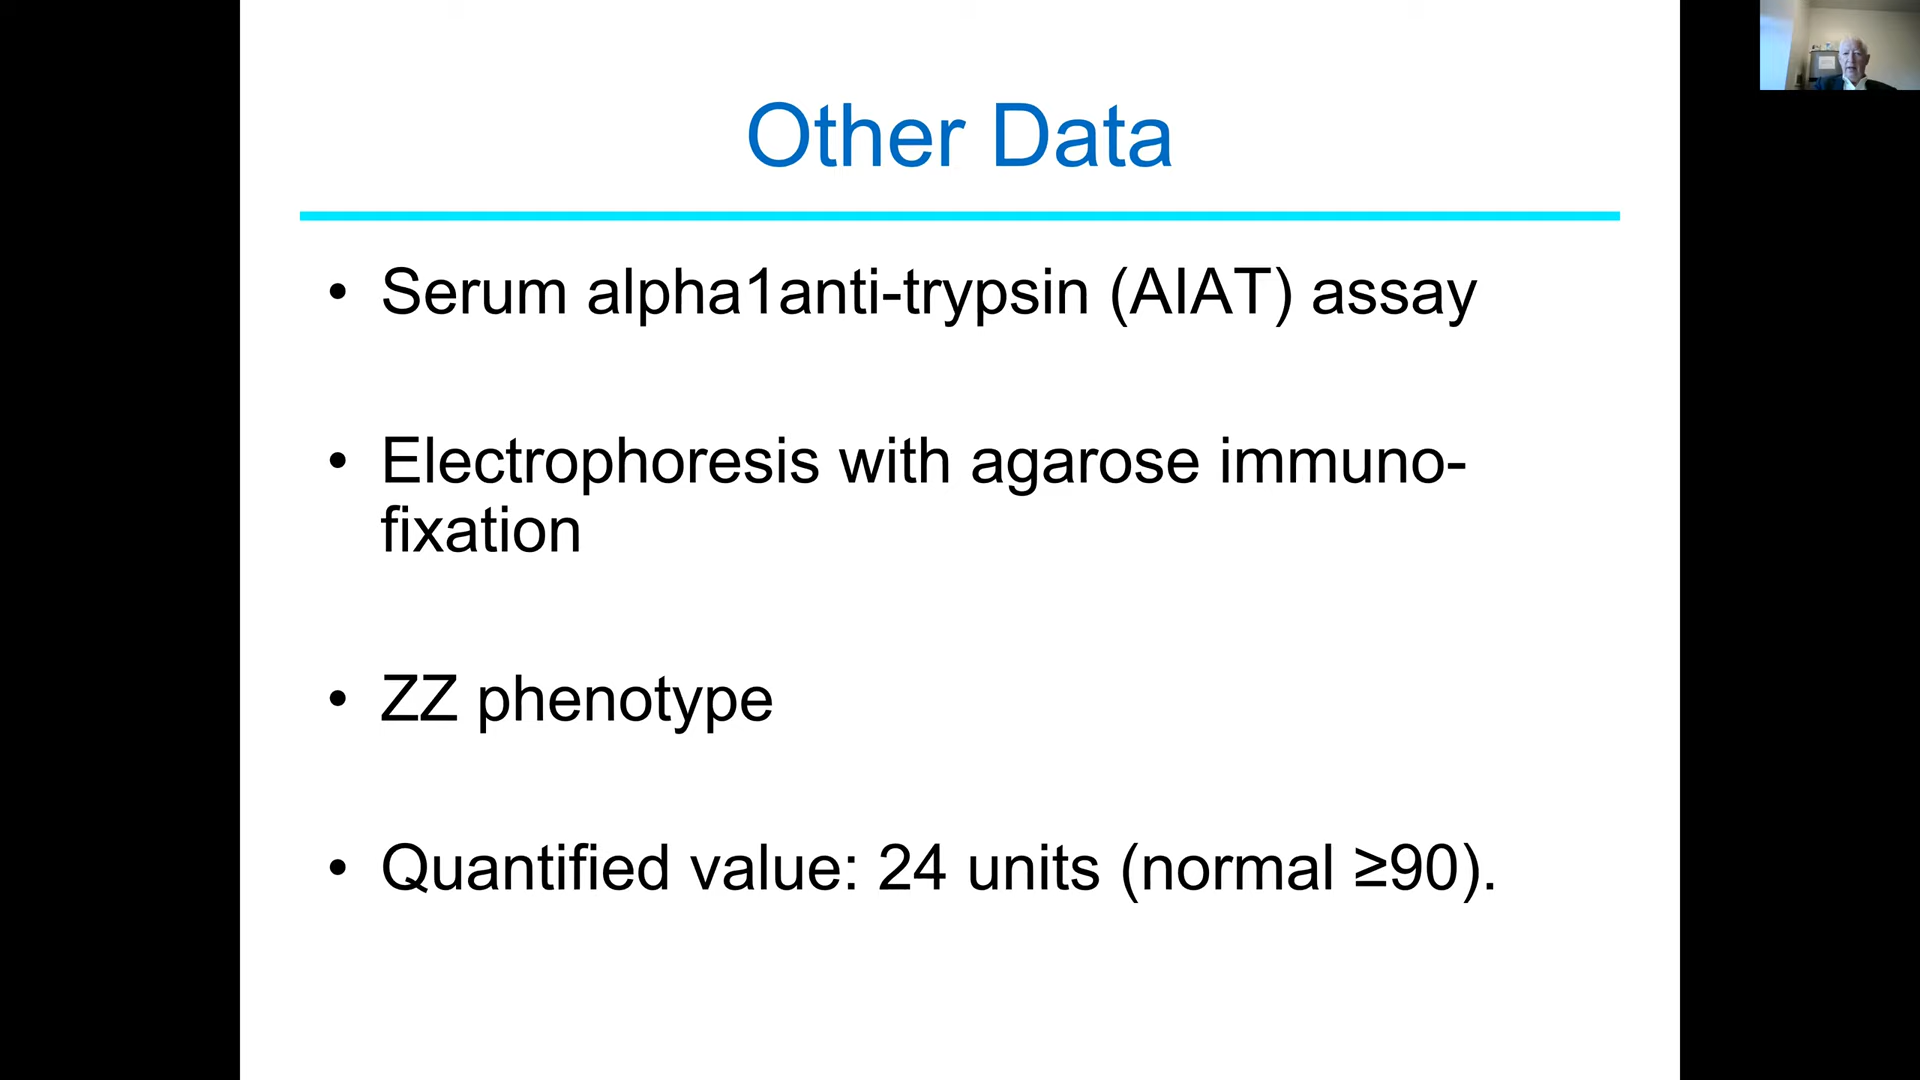 Other Data
• Serum alpha1anti-trypsin (AIAT) assay
• Electrophoresis with agarose immuno-
fixation
• ZZ phenotype
• Quantified value: 24 units (normal ≥90).